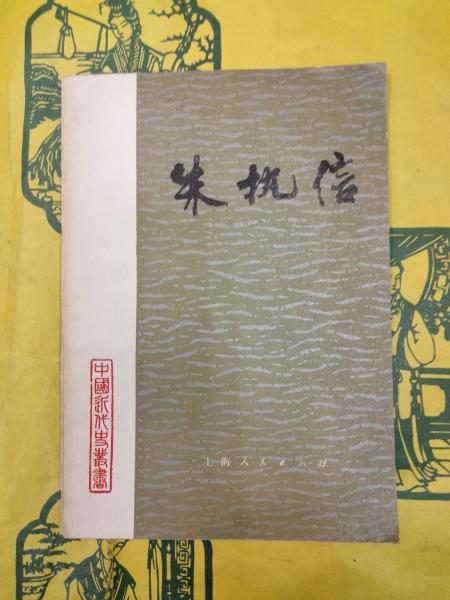 朱执信
中國近代史叢書
上海人民出版社